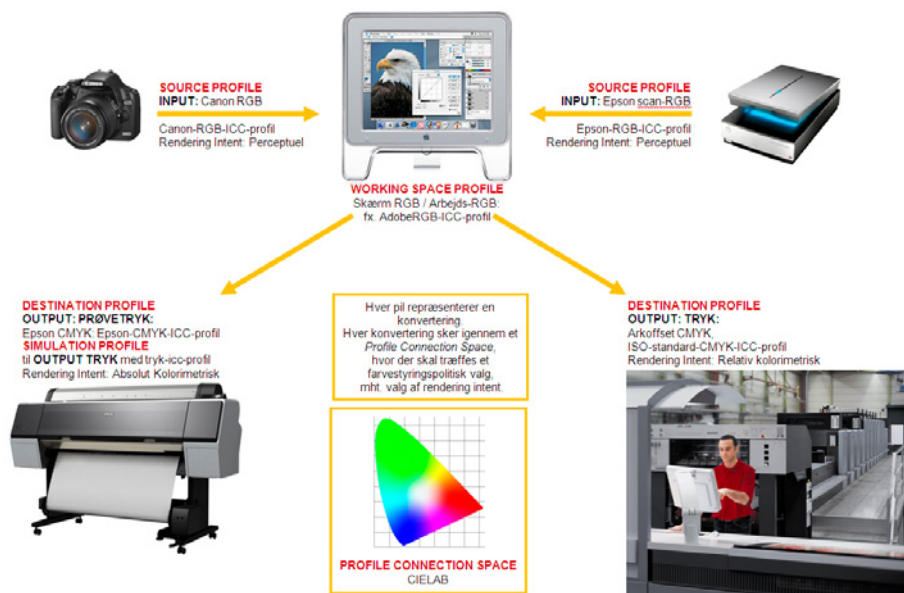 SOURCE PROFILE
INPUT: Canon RGB
Canon-RGB-ICC-profil
Rendering Intent: Perceptuel
SOURCE PROFILE
INPUT: Epson scan-RGB
Epson-RGB-ICC-profil
Rendering Intent: Perceptuel
WORKING SPACE PROFILE
Skærm RGB / Arbejds-RGB:
fx. AdobeRGB-ICC-profil
DESTINATION PROFILE
OUTPUT: PRØVETRYK:
Epson CMYK: Epson-CMYK-ICC-profil
SIMULATION PROFILE
til OUTPUT TRYK med tryk-icc-profil
Rendering Intent: Absolut Kolorimetrisk
Hver pil repræsenterer en
konvertering.
Hver konvertering sker igennem et
Profile Connection Space,
hvor der skal træffes et
farvestyringspolitisk valg,
mht. valg af rendering intent.
PROFILE CONNECTION SPACE
CIELAB
DESTINATION PROFILE
OUTPUT: TRYK:
Arkoffset CMYK,
ISO-standard-CMYK-ICC-profil
Rendering Intent: Relativ kolorimetrisk